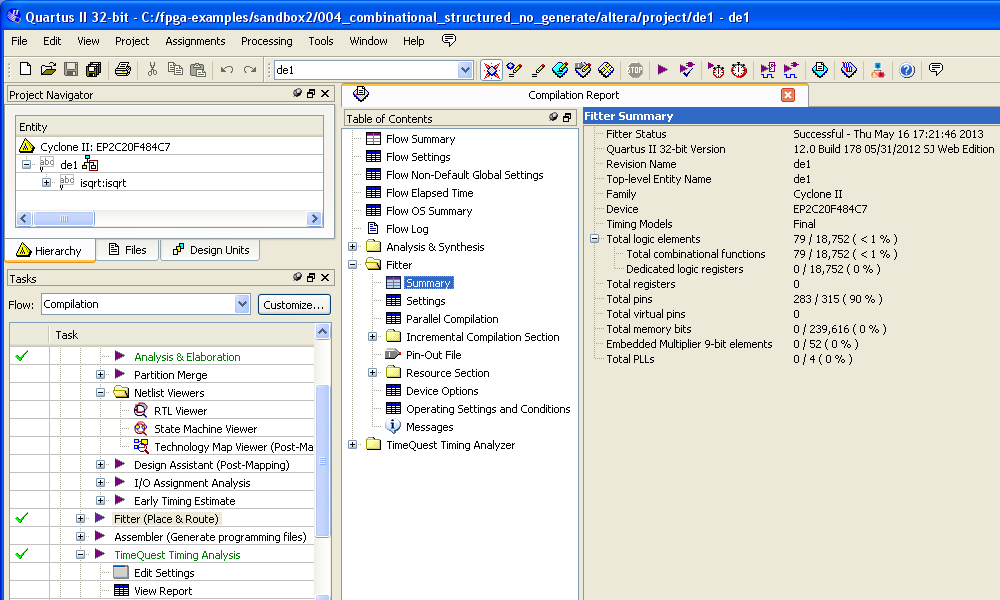 Quartus II 32-bit - C:/fpga-examples/sandbox2/004_combinational_structured_no_generate/altera/project/de1 - de1
File Edit View Project Assignments Processing Tools Window Help
de1
STOP
Project Navigator
Entity
Cyclone II: EP2C20F484C7
abc de1
abc isqrt:isqrt
Hierarchy Files Design Units
Tasks
Flow: Compilation Customize...
Task
Analysis & Elaboration
Partition Merge
Netlist Viewers
RTL Viewer
State Machine Viewer
Technology Map Viewer (Post-Ma
Design Assistant (Post-Mapping)
I/O Assignment Analysis
Early Timing Estimate
Fitter (Place & Route)
Assembler (Generate programming files)
TimeQuest Timing Analysis
Edit Settings
View Report
Compilation Report
Table of Contents
Flow Summary
Flow Settings
Flow Non-Default Global Settings
Flow Elapsed Time
Flow OS Summary
Flow Log
Analysis & Synthesis
Fitter
Summary
Settings
Parallel Compilation
Incremental Compilation Section
Pin-Out File
Resource Section
Device Options
Operating Settings and Conditions
Messages
TimeQuest Timing Analyzer
Fitter Summary
Fitter Status Successful - Thu May 16 17:21:46 2013
Quartus II 32-bit Version 12.0 Build 178 05/31/2012 SJ Web Edition
Revision Name de1
Top-level Entity Name de1
Family Cyclone II
Device EP2C20F484C7
Timing Models Final
Total logic elements 79 / 18,752 ( < 1 % )
Total combinational functions 79 / 18,752 ( < 1 % )
Dedicated logic registers 0 / 18,752 ( 0 % )
Total registers 0
Total pins 283 / 315 ( 90 % )
Total virtual pins 0
Total memory bits 0 / 239,616 ( 0 % )
Embedded Multiplier 9-bit elements 0 / 52 ( 0 % )
Total PLLs 0 / 4 ( 0 % )